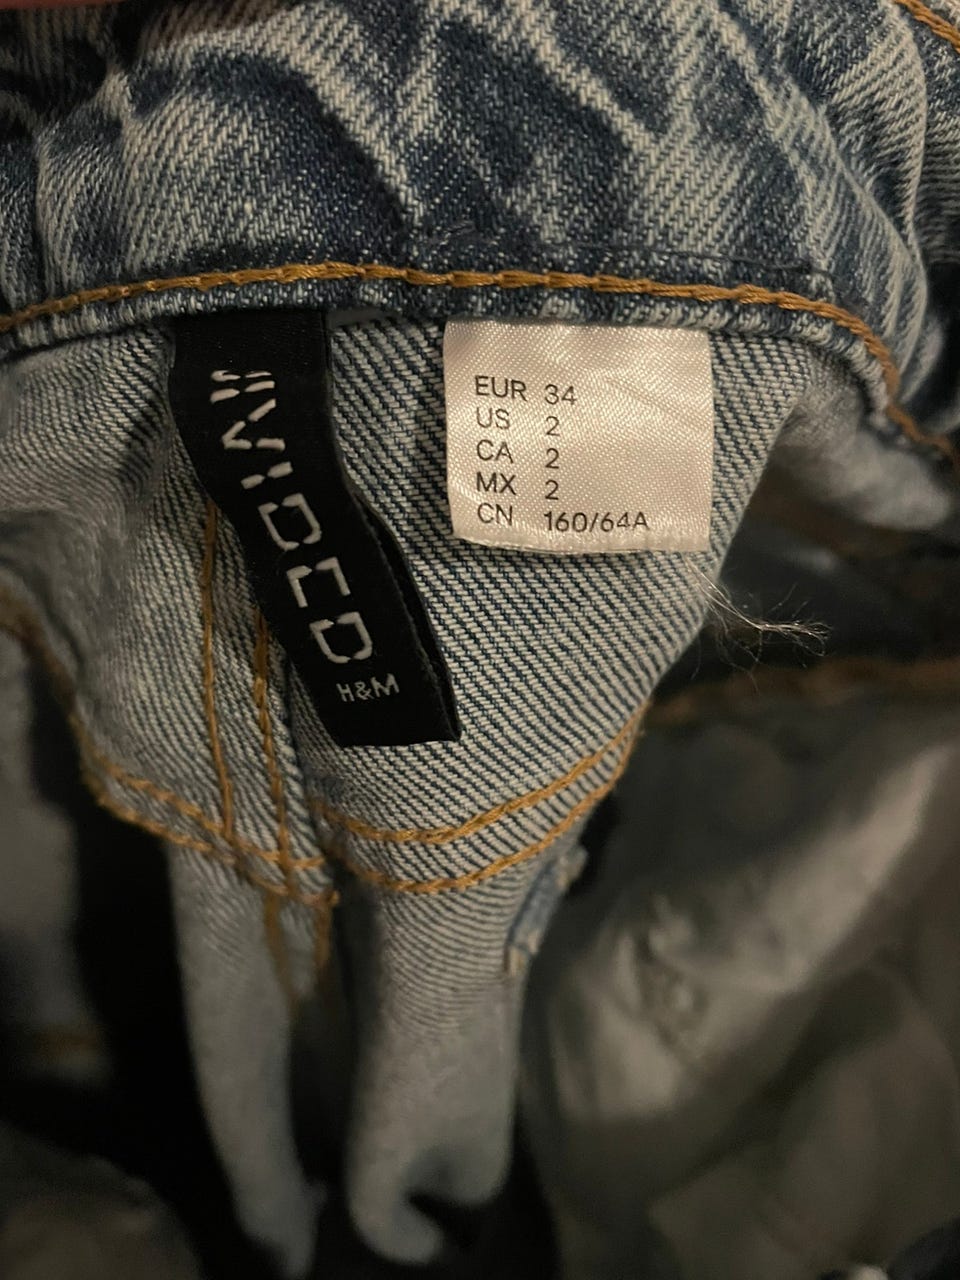 DIVIDED
H&M
EUR 34
US 2
CA 2
MX 2
CN 160/64A